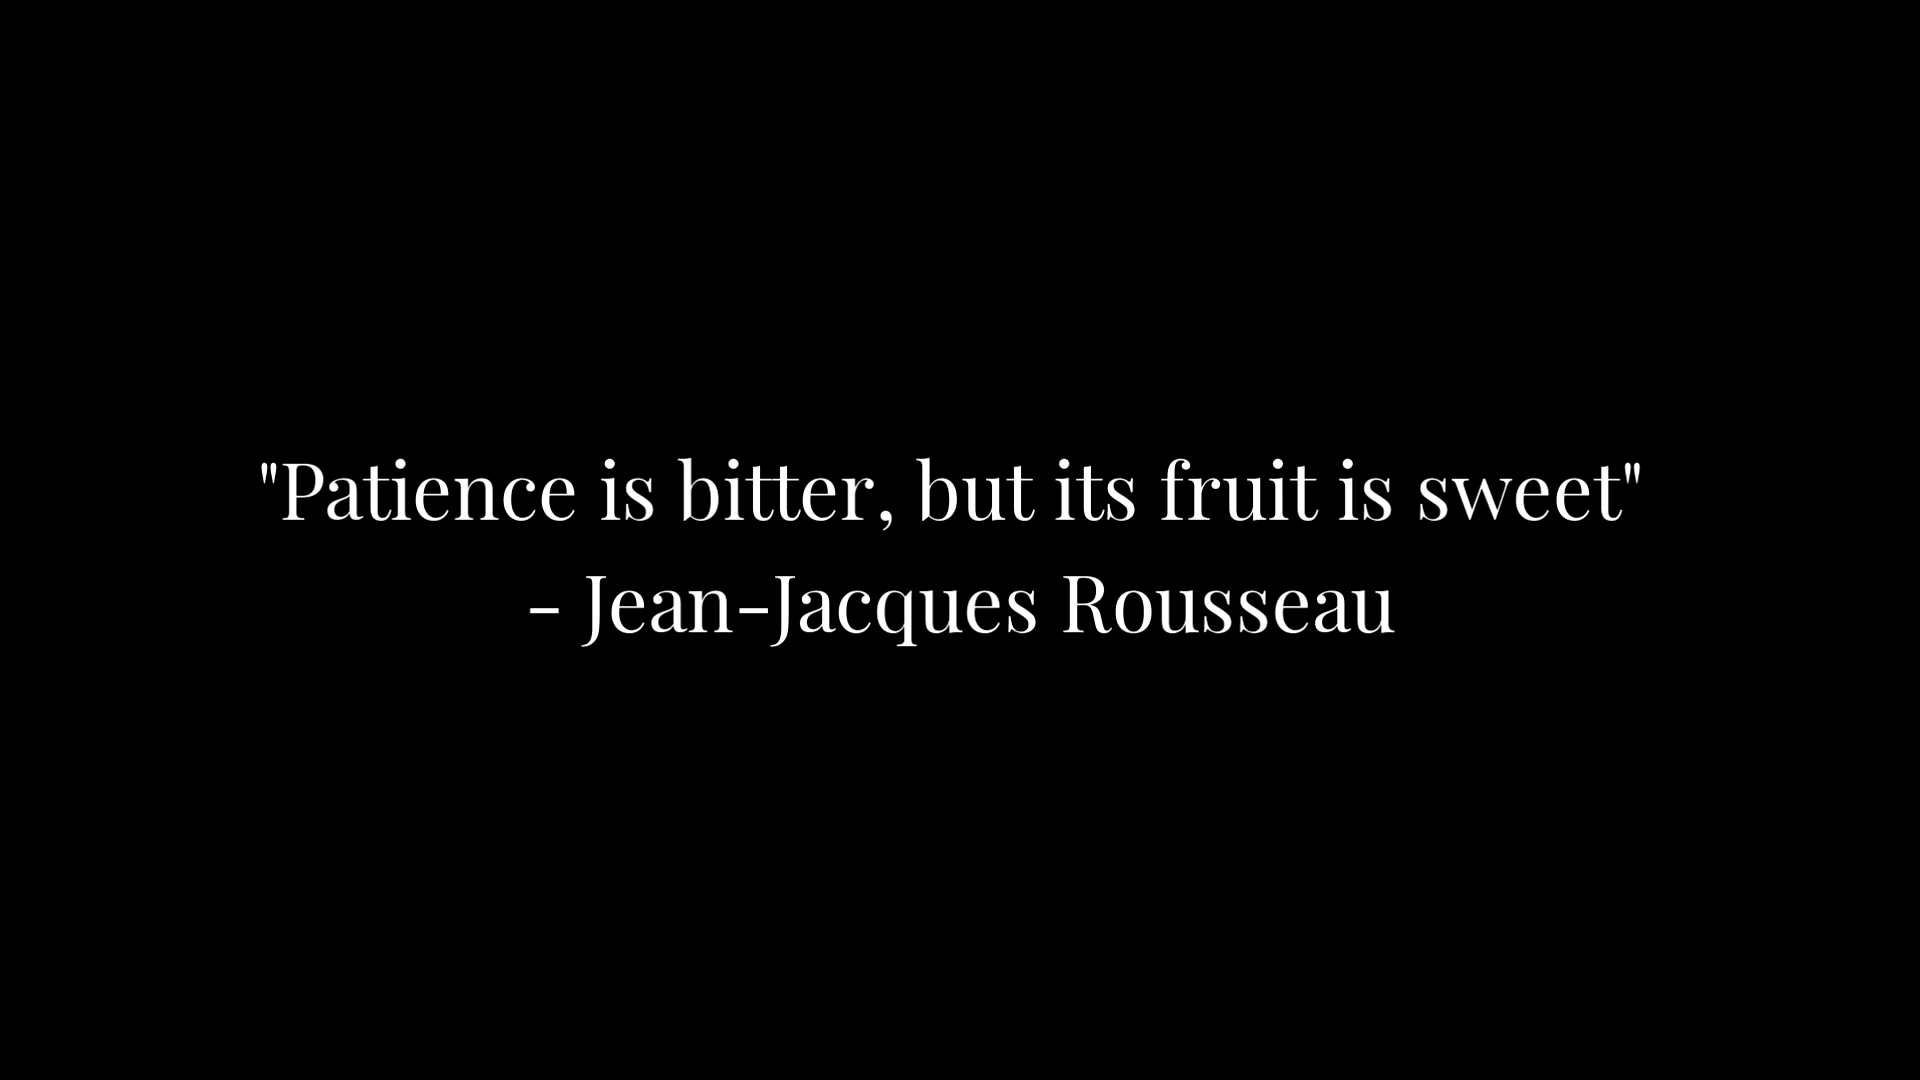 "Patience is bitter, but its fruit is sweet"
- Jean-Jacques Rousseau